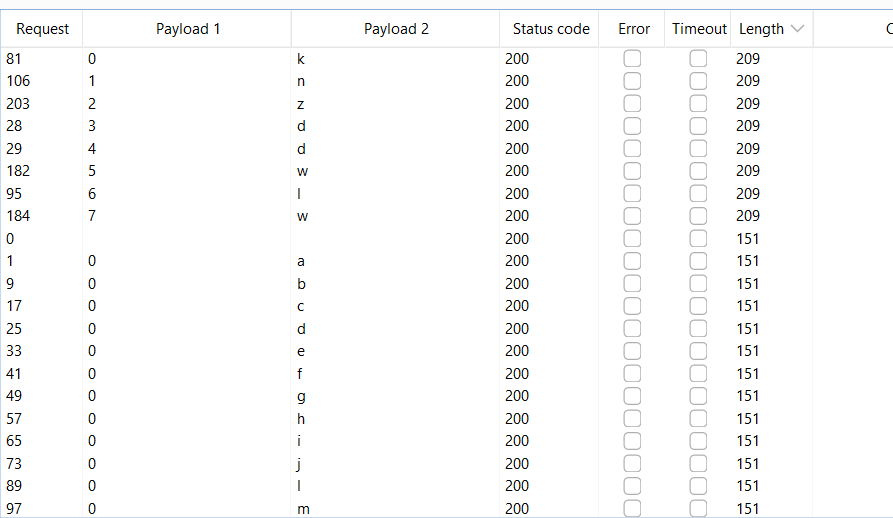 Request Payload 1 Payload 2 Status code Error Timeout Length C
81 0 k 200 209
106 1 n 200 209
203 2 z 200 209
28 3 d 200 209
29 4 d 200 209
182 5 w 200 209
95 6 l 200 209
184 7 w 200 209
0 200 151
1 0 a 200 151
9 0 b 200 151
17 0 c 200 151
25 0 d 200 151
33 0 e 200 151
41 0 f 200 151
49 0 g 200 151
57 0 h 200 151
65 0 i 200 151
73 0 j 200 151
89 0 l 200 151
97 0 m 200 151